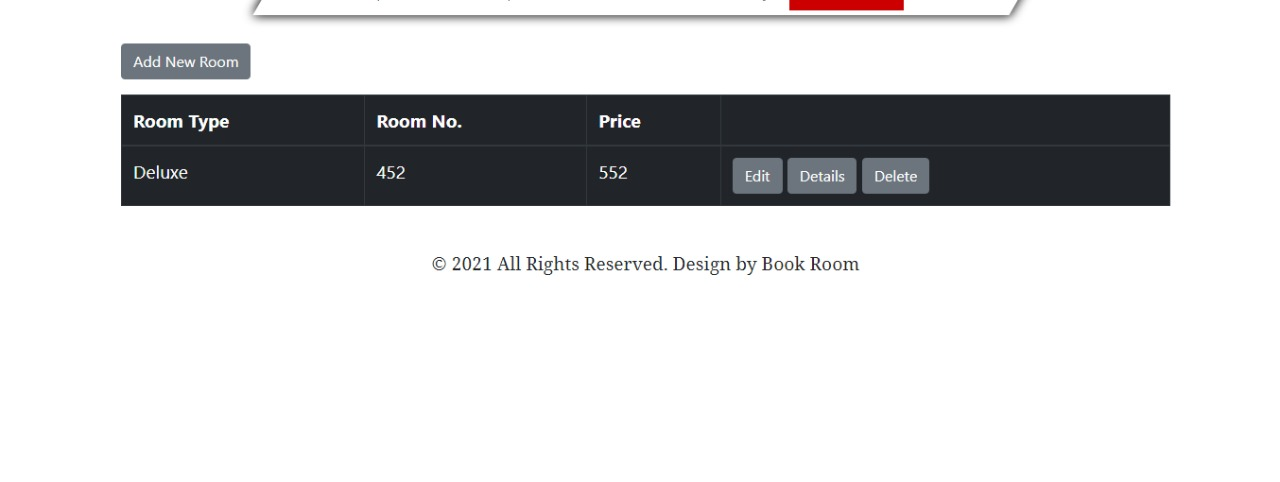 Add New Room
Room Type Room No. Price
Deluxe 452 552 Edit Details Delete
© 2021 All Rights Reserved. Design by Book Room